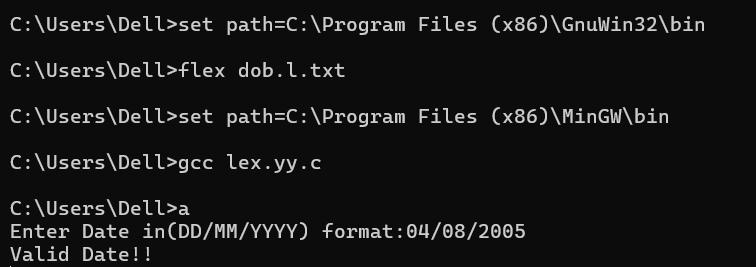 C:\Users\Dell>set path=C:\Program Files (x86)\GnuWin32\bin
C:\Users\Dell>flex dob.l.txt
C:\Users\Dell>set path=C:\Program Files (x86)\MinGW\bin
C:\Users\Dell>gcc lex.yy.c
C:\Users\Dell>a
Enter Date in(DD/MM/YYYY) format:04/08/2005
Valid Date!!